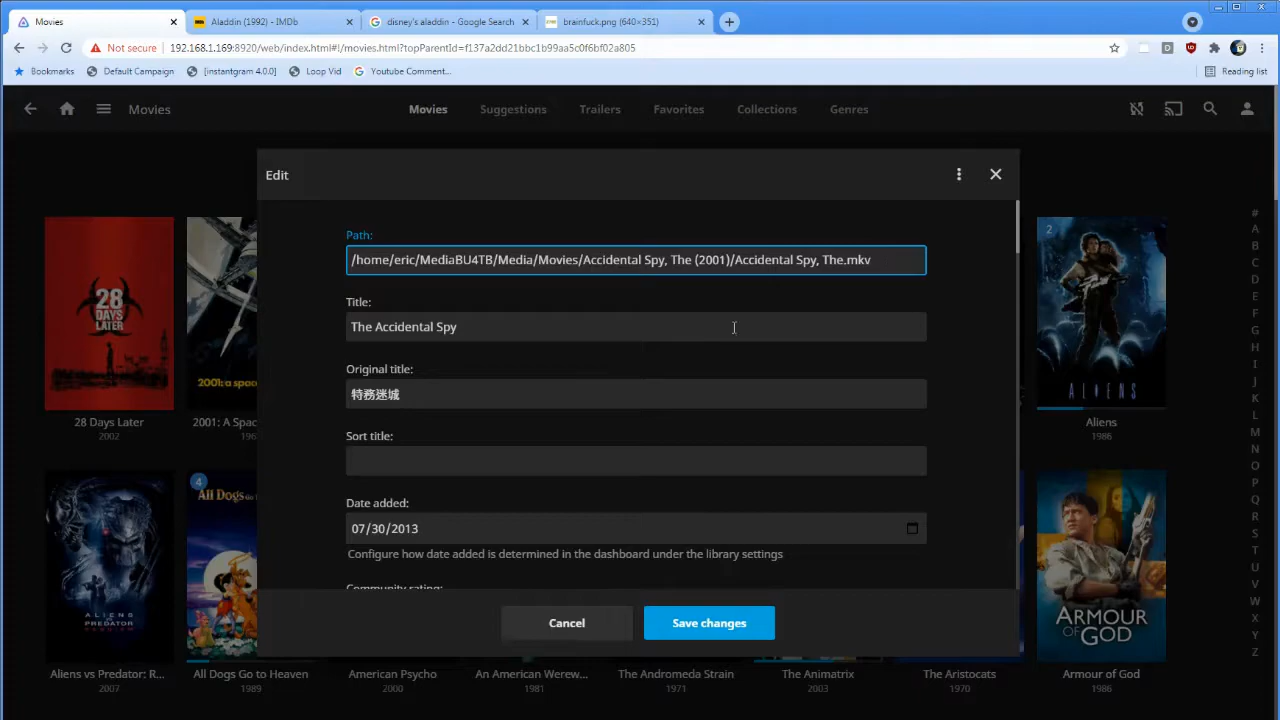 Movies
Aladdin (1992) - IMDb
disney's aladdin - Google Search
brainfuck.png (640×351)
Not secure
192.168.1.169:8920/web/index.html#!/movies.html?topParentId=f137a2dd21bbc1b99aa5c0f6bf02a805
Bookmarks
Default Campaign
[instantgram 4.0.0]
Loop Vid
Youtube Comment...
Reading list
Movies
Movies
Suggestions
Trailers
Favorites
Collections
Genres
Edit
Path:
/home/eric/MediaBU4TB/Media/Movies/Accidental Spy, The (2001)/Accidental Spy, The.mkv
Title:
The Accidental Spy
Original title:
特務迷城
Sort title:
Date added:
07/30/2013
Configure how date added is determined in the dashboard under the library settings
Community rating:
Cancel
Save changes
28
DAYS
LATER
28 Days Later
2002
2001: a spac
2001: A Spac
196
2
ALIENS
Aliens
1986
ALIENS
PREDATOR
Aliens vs Predator: R...
2007
4
All Dogs Go
All Dogs Go to Heaven
1989
American Psycho
2000
An American Werew...
1981
The Andromeda Strain
1971
The Animatrix
2003
The Aristocats
1970
ARMOUR
OF GOD
Armour of God
1986
#
A
B
C
D
E
F
G
H
I
J
K
L
M
N
O
P
Q
R
S
T
U
V
W
X
Y
Z